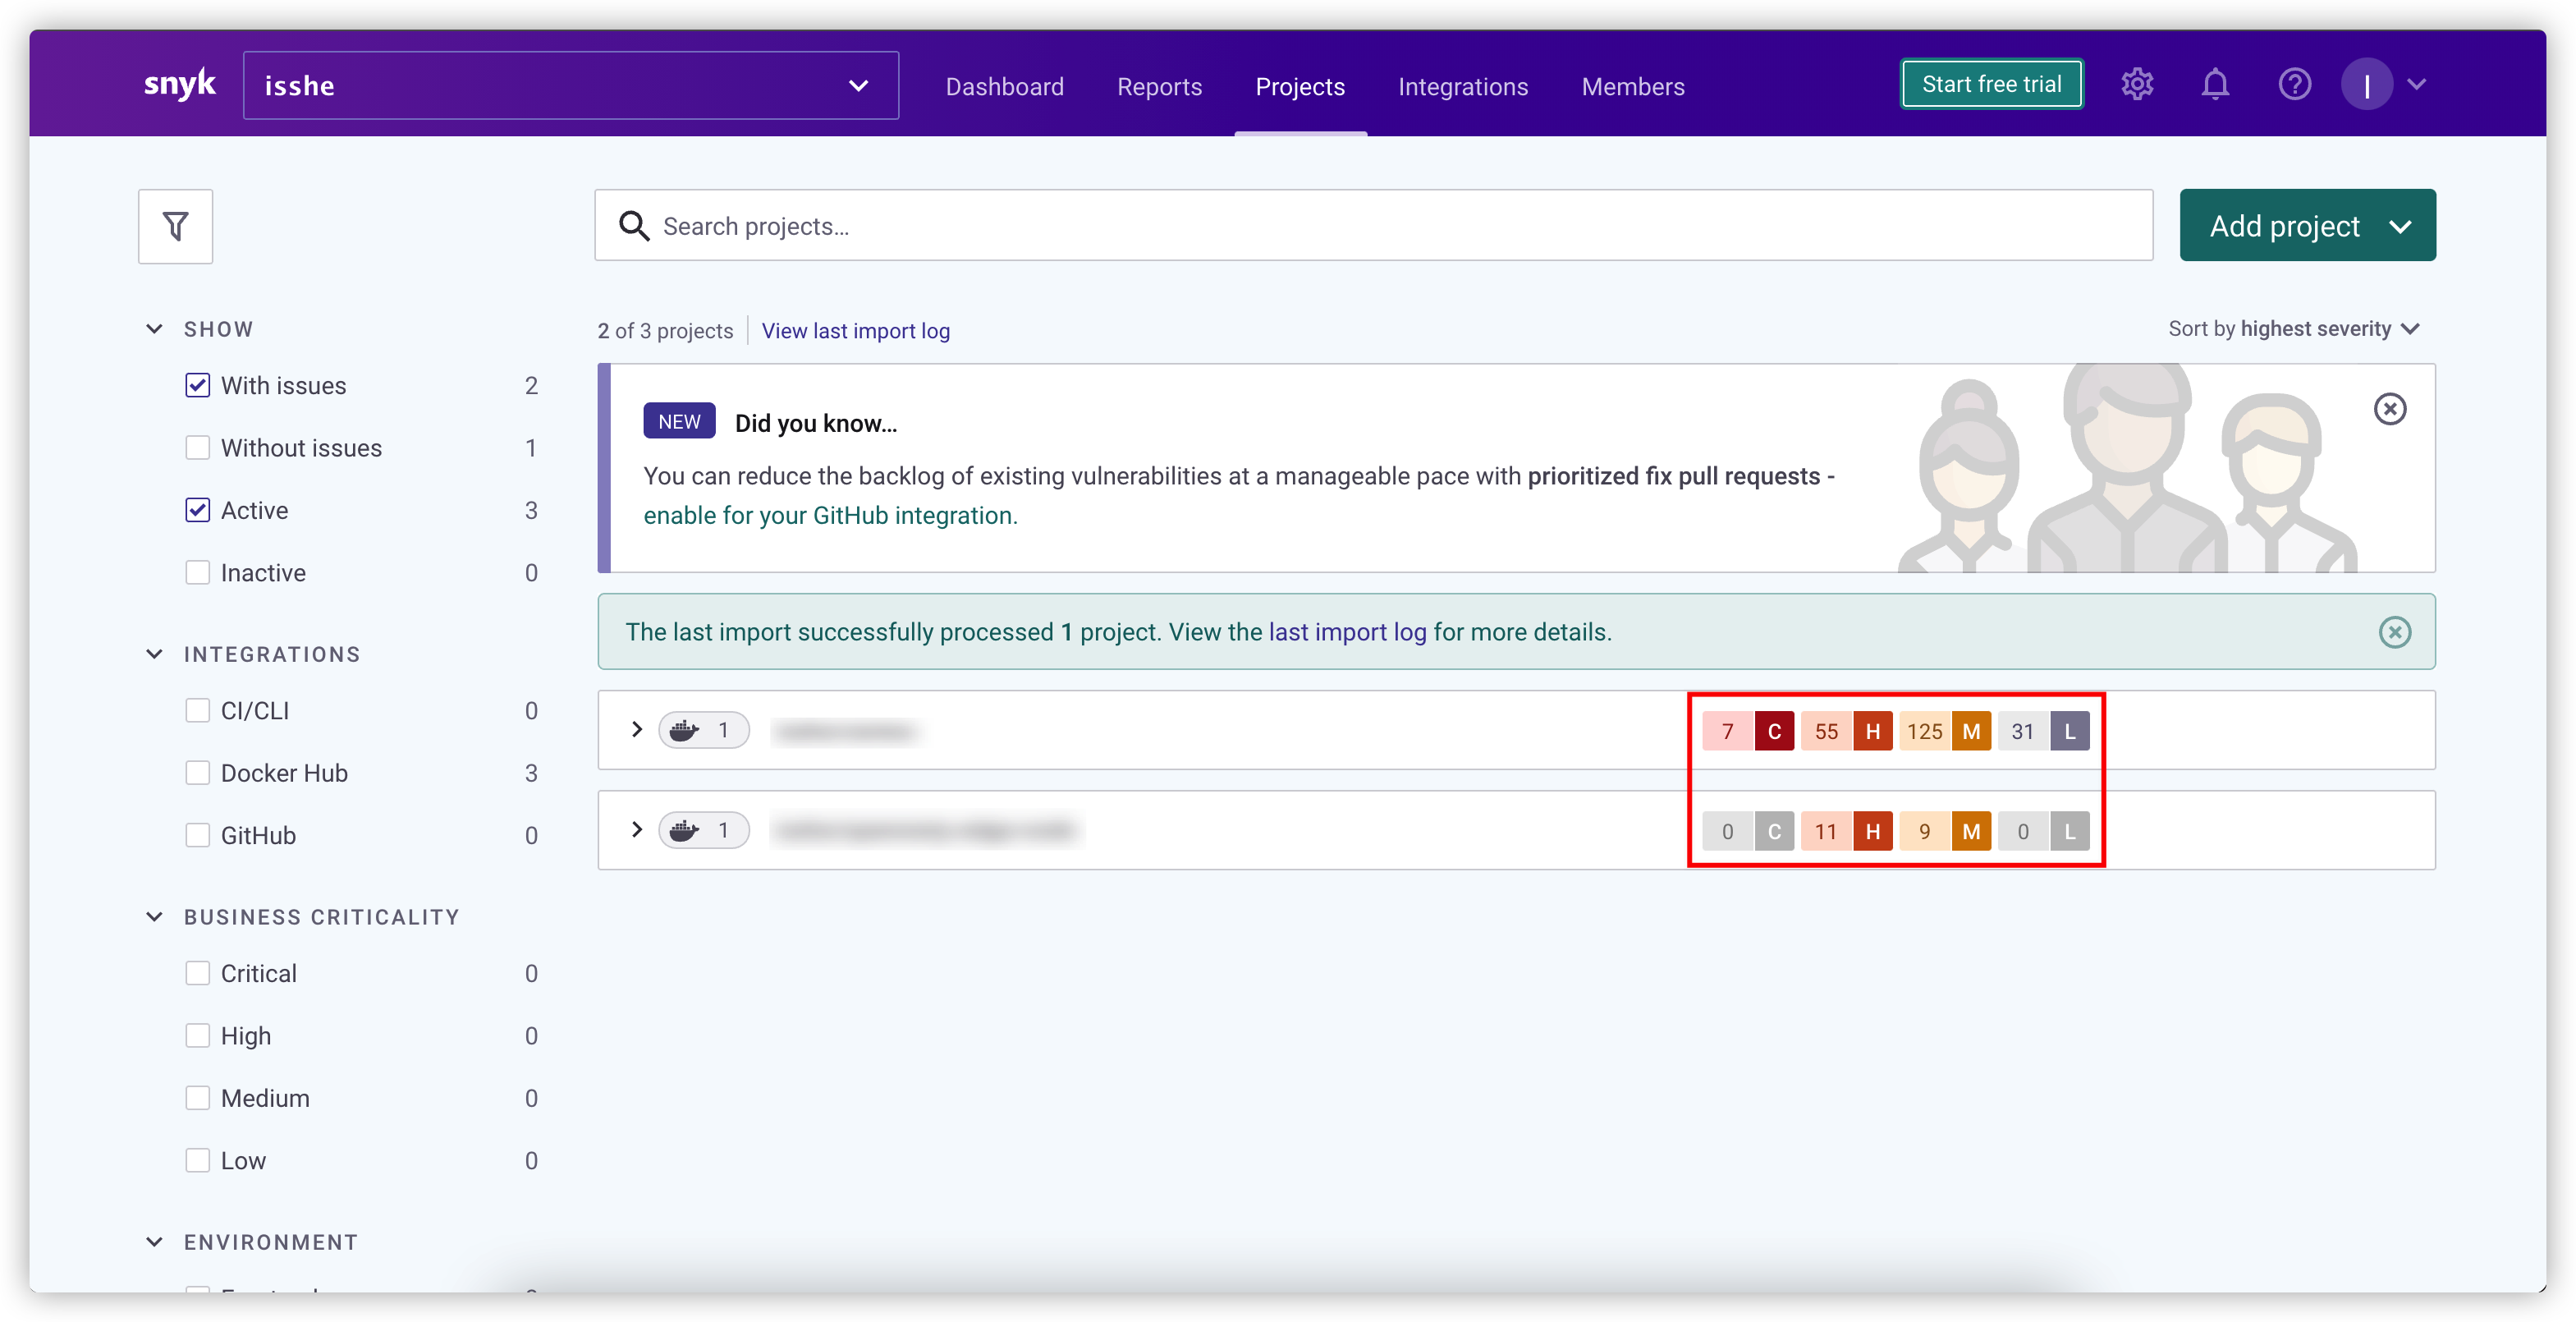 snyk
isshe
Dashboard
Reports
Projects
Integrations
Members
Start free trial
Search projects...
Add project
SHOW
With issues 2
Without issues 1
Active 3
Inactive 0
INTEGRATIONS
CI/CLI 0
Docker Hub 3
GitHub 0
BUSINESS CRITICALITY
Critical 0
High 0
Medium 0
Low 0
ENVIRONMENT
2 of 3 projects
View last import log
Sort by highest severity
NEW Did you know...
You can reduce the backlog of existing vulnerabilities at a manageable pace with prioritized fix pull requests -
enable for your GitHub integration.
The last import successfully processed 1 project. View the last import log for more details.
1 7 C 55 H 125 M 31 L
1 0 C 11 H 9 M 0 L